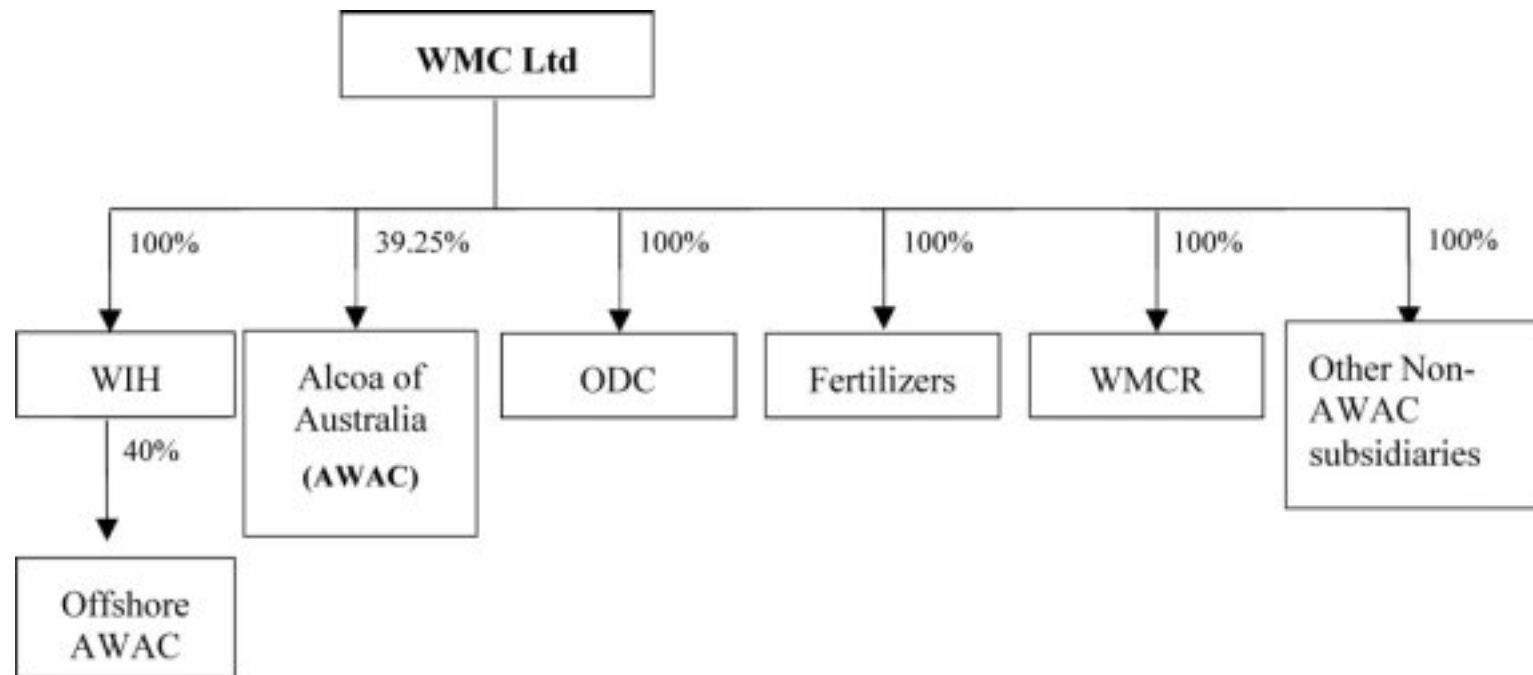 WMC Ltd
100%
39.25%
100%
100%
100%
100%
WIH
Alcoa of
Australia
(AWAC)
ODC
Fertilizers
WMCR
Other Non-
AWAC
subsidiaries
40%
Offshore
AWAC